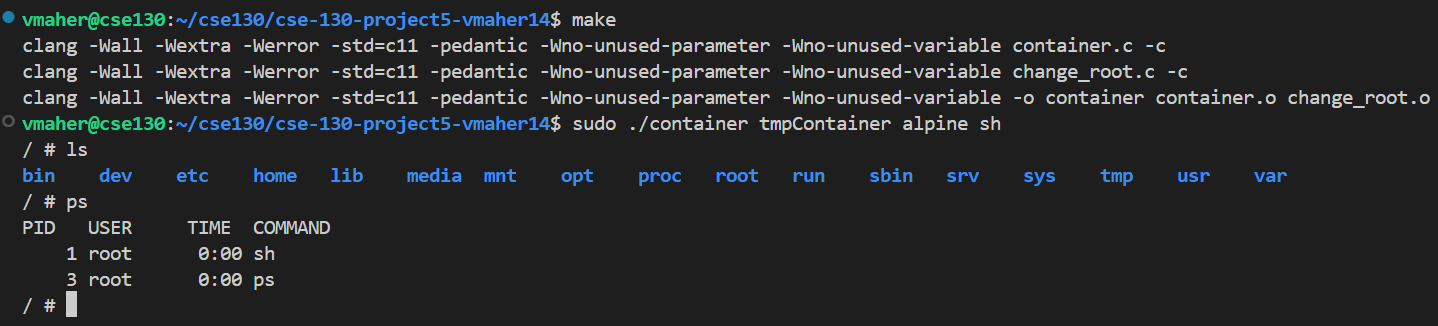 vmaher@cse130:~/cse130/cse-130-project5-vmaher14$ make
clang -Wall -Wextra -Werror -std=c11 -pedantic -Wno-unused-parameter -Wno-unused-variable container.c -c
clang -Wall -Wextra -Werror -std=c11 -pedantic -Wno-unused-parameter -Wno-unused-variable change_root.c -c
clang -Wall -Wextra -Werror -std=c11 -pedantic -Wno-unused-parameter -Wno-unused-variable -o container container.o change_root.o
vmaher@cse130:~/cse130/cse-130-project5-vmaher14$ sudo ./container tmpContainer alpine sh
/ # ls
bin    dev    etc    home   lib    media  mnt    opt    proc   root   run    sbin   srv    sys    tmp    usr    var
/ # ps
PID   USER     TIME  COMMAND
    1 root      0:00 sh
    3 root      0:00 ps
/ #